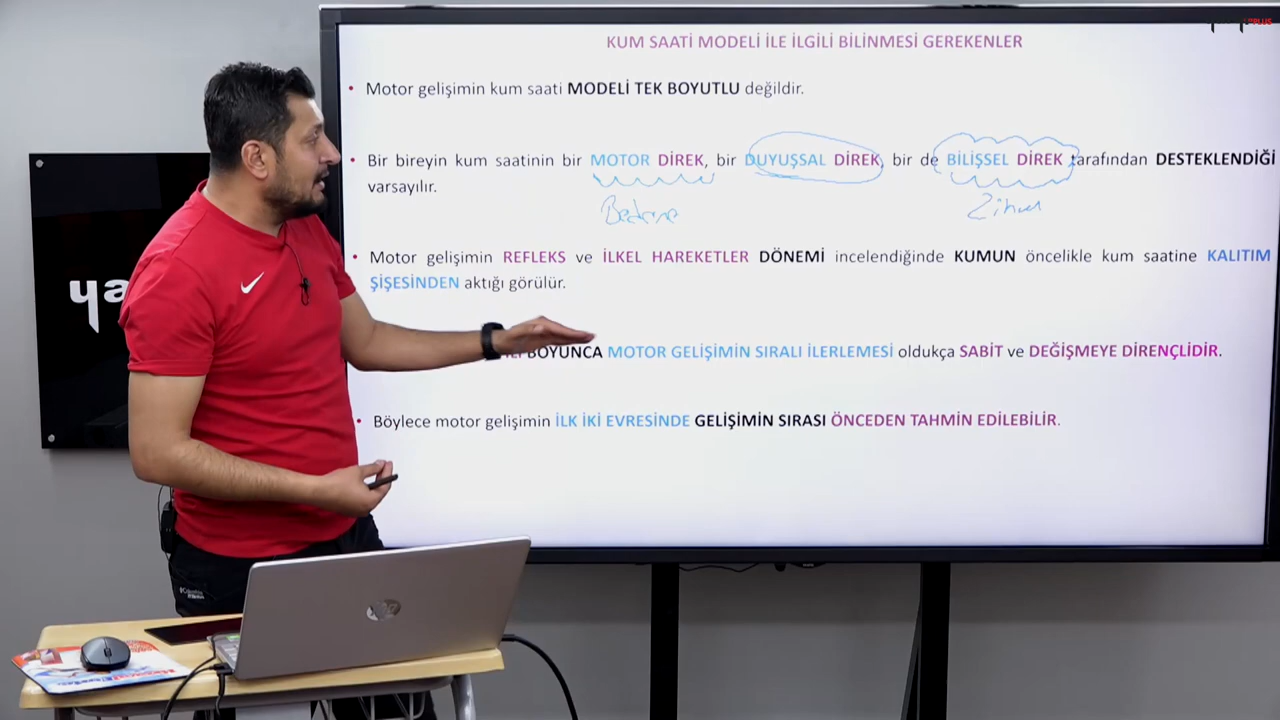 PLUS
KUM SAATİ MODELİ İLE İLGİLİ BİLİNMESİ GEREKENLER
• Motor gelişimin kum saati MODELİ TEK BOYUTLU değildir.
• Bir bireyin kum saatinin bir MOTOR DİREK, bir DUYUŞSAL DİREK, bir de BİLİŞSEL DİREK tarafından DESTEKLENDİĞİ
varsayılır.
Zihnel
• Motor gelişimin REFLEKS ve İLKEL HAREKETLER DÖNEMİ incelendiğinde KUMUN öncelikle kum saatine KALITIM
ŞİŞESİNDEN aktığı görülür.
BOYUNCA MOTOR GELİŞİMİN SIRALI İLERLEMESİ oldukça SABİT ve DEĞİŞMEYE DİRENÇLİDİR.
• Böylece motor gelişimin İLK İKİ EVRESİNDE GELİŞİMİN SIRASI ÖNCEDEN TAHMİN EDİLEBİLİR.
ya
hp